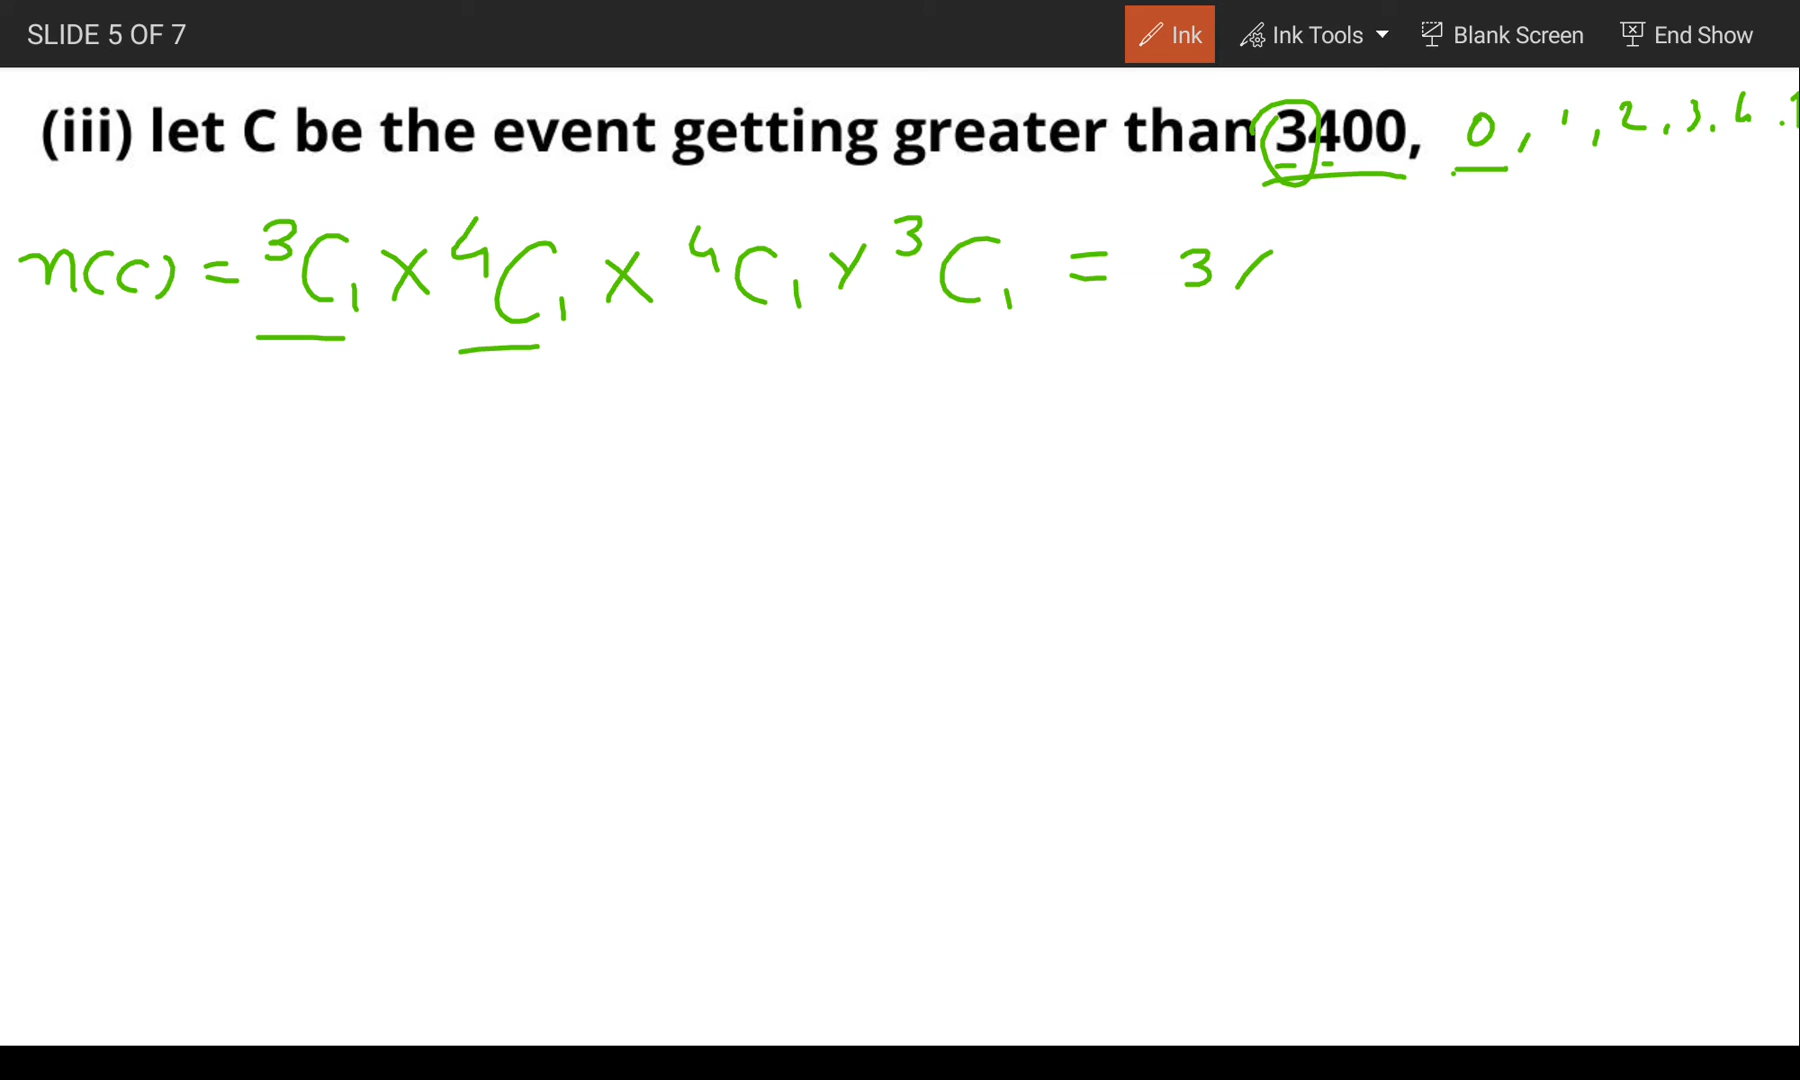 SLIDE 5 OF 7 Ink Ink Tools Blank Screen End Show
(iii) let C be the event getting greater than 3400, 0, 1, 2, 3, 4.
n(C) = ³C₁ × ⁴C₁ × ⁴C₁ × ³C₁ = 3